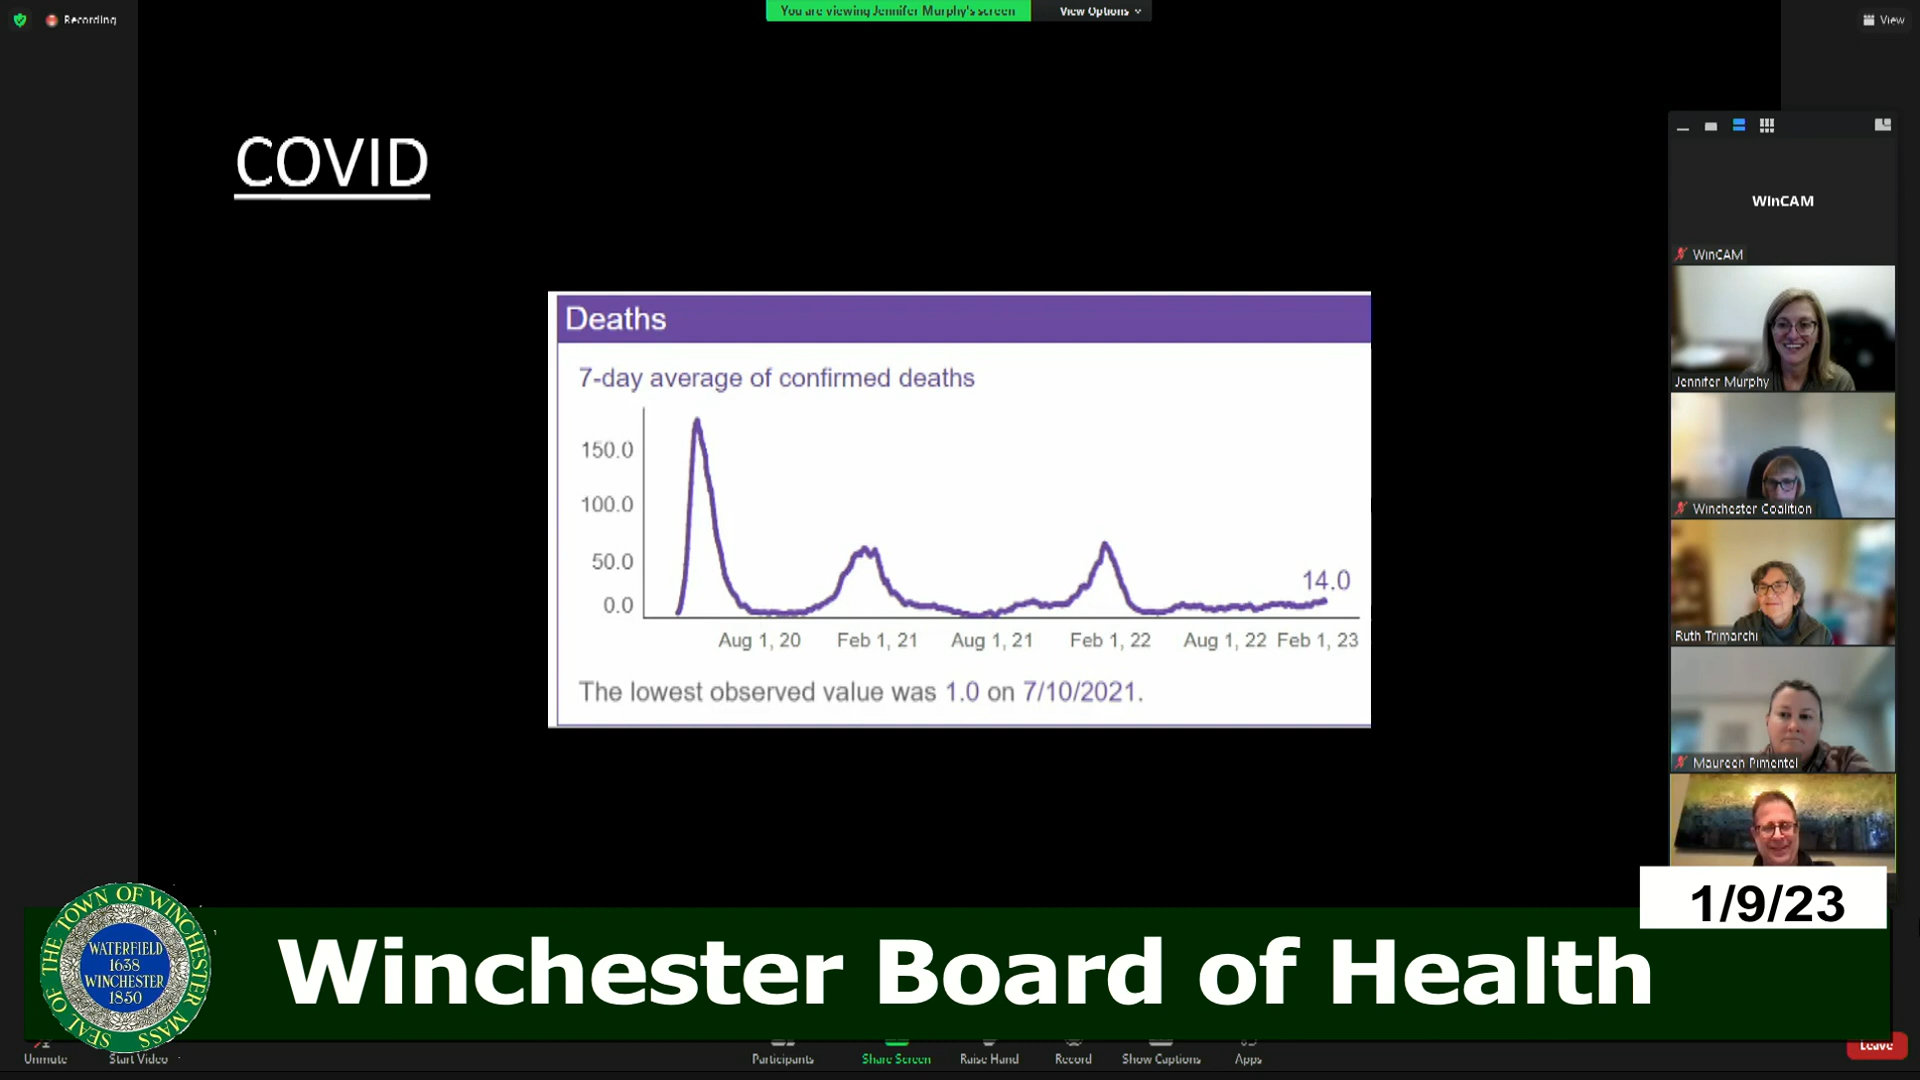 Recording
You are viewing Jennifer Murphy's screen
View Options
View
COVID
WinCAM
WinCAM
Jennifer Murphy
Winchester Coalition
Ruth Trimarchi
Maureen Pimentel
Deaths
7-day average of confirmed deaths
150.0
100.0
50.0
0.0
14.0
Aug 1, 20 Feb 1, 21 Aug 1, 21 Feb 1, 22 Aug 1, 22 Feb 1, 23
The lowest observed value was 1.0 on 7/10/2021.
1/9/23
THE TOWN OF WINCHESTER MASS
SEAL OF
WATERFIELD
1638
WINCHESTER
1850
Winchester Board of Health
Unmute
Start Video
Participants
Share Screen
Raise Hand
Record
Show Captions
Apps
Leave